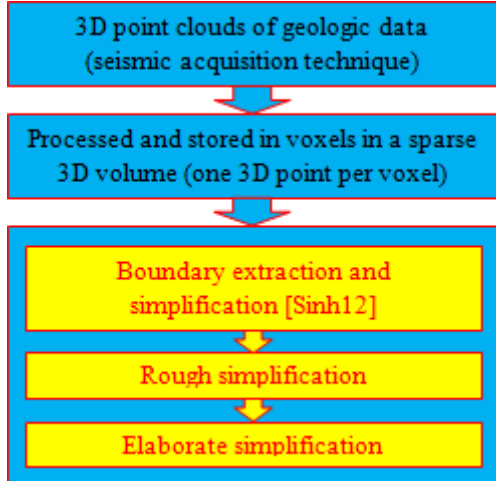 3D point clouds of geologic data
(seismic acquisition technique)
Processed and stored in voxels in a sparse
3D volume (one 3D point per voxel)
Boundary extraction and
simplification [Sinh12]
Rough simplification
Elaborate simplification